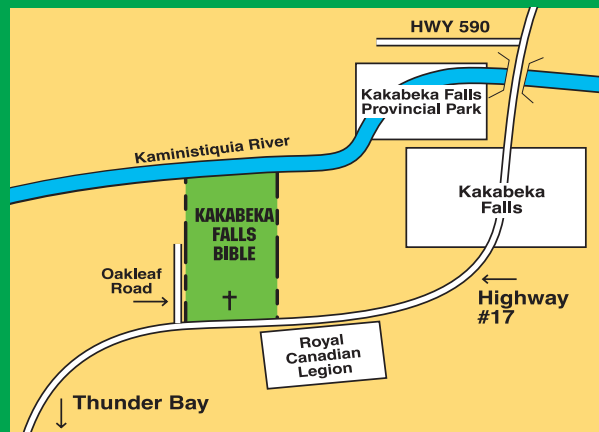 HWY 590
Kakabeka Falls
Provincial Park
Kaministiquia River
Kakabeka
Falls
KAKABEKA
FALLS
BIBLE
Oakleaf
Road
Highway
#17
Royal
Canadian
Legion
Thunder Bay